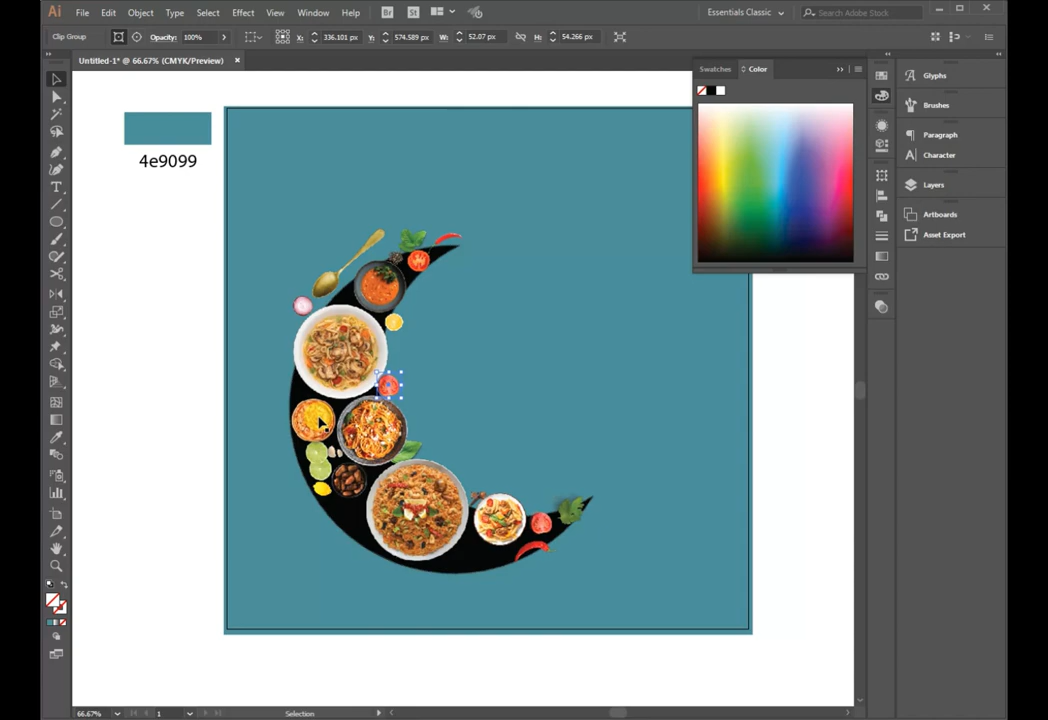 Ai File Edit Object Type Select Effect View Window Help Br St Essentials Classic Search Adobe Stock
Clip Group Opacity: 100% X: 336.101 px Y: 574.589 px W: 52.07 px H: 54.266 px
Untitled-1* @ 66.67% (CMYK/Preview) ×
Swatches Color
Glyphs
Brushes
Paragraph
Character
Layers
Artboards
Asset Export
4e9099
66.67% 1 Selection